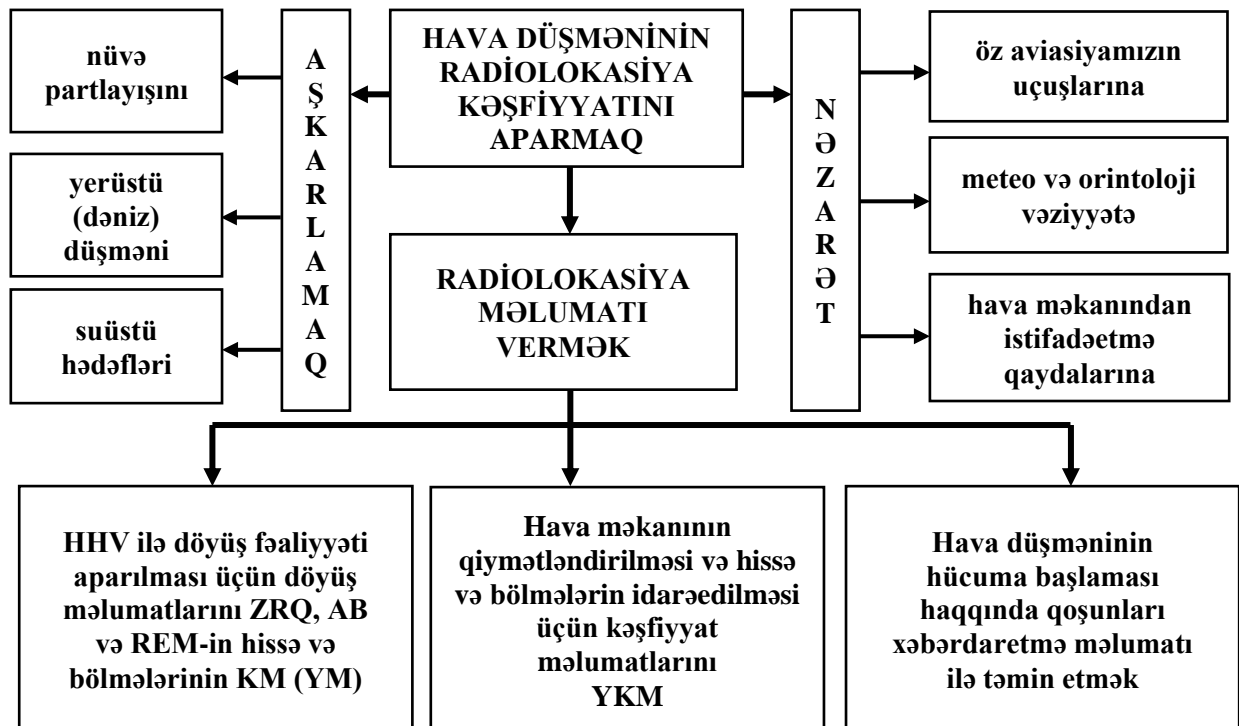 nüvə
partlayışını
yerüstü
(dəniz)
düşməni
suüstü
hədəfləri
AŞKARLAMAQ
HAVA DÜŞMƏNİNİN
RADİOLOKASİYA
KƏŞFİYYATINI
APARMAQ
RADİOLOKASİYA
MƏLUMATI
VERMƏK
NƏZARƏT
öz aviasiyamızın
uçuşlarına
meteo və orintoloji
vəziyyətə
hava məkanından
istifadəetmə
qaydalarına
HHV ilə döyüş fəaliyyəti
aparılması üçün döyüş
məlumatlarını ZRQ, AB
və REM-in hissə və
bölmələrinin KM (YM)
Hava məkanının
qiymətləndirilməsi və hissə
və bölmələrin idarəedilməsi
üçün kəşfiyyat
məlumatlarını
YKM
Hava düşməninin
hücuma başlaması
haqqında qoşunları
xəbərdaretmə məlumatı
ilə təmin etmək